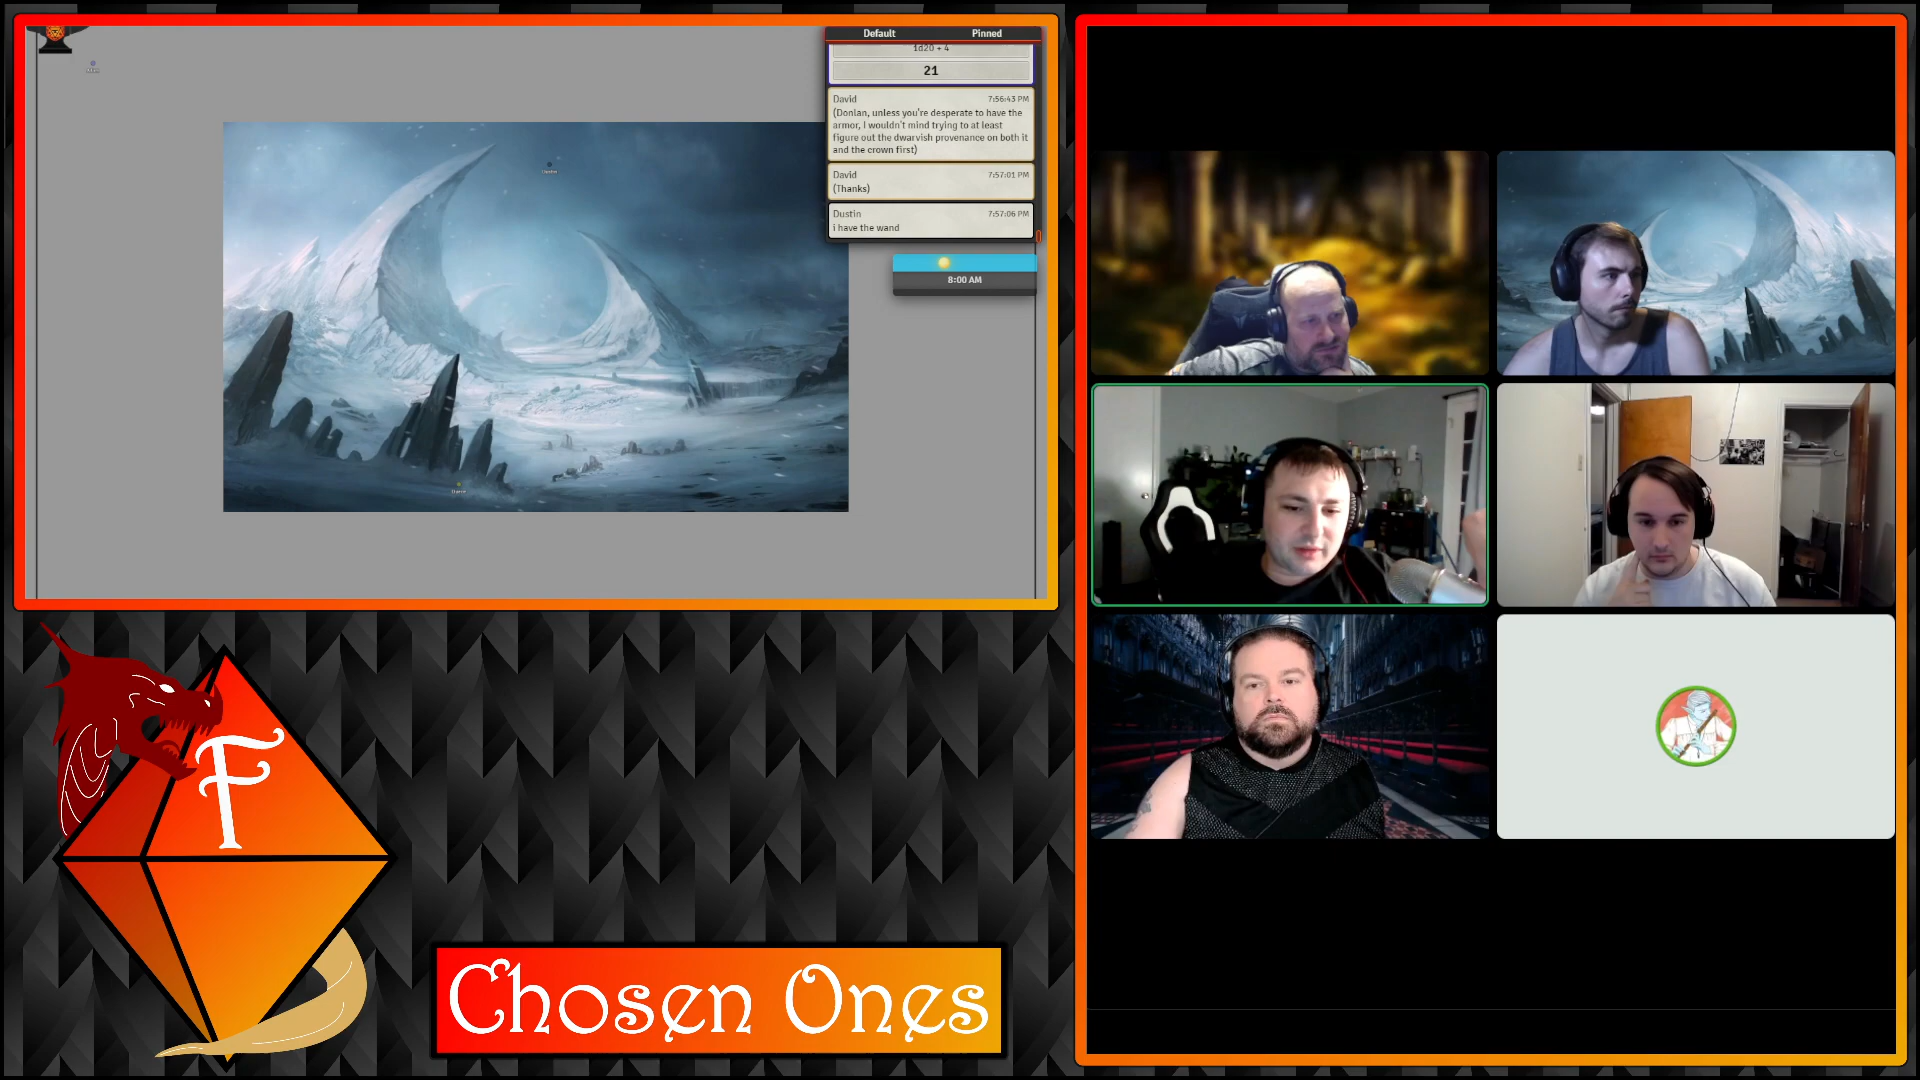 Default Pinned
1d20 + 4
21
David 7:56:43 PM
(Donlan, unless you're desperate to have the
armor, I wouldn't mind trying to at least
figure out the dwarvish provenance on both it
and the crown first)
David 7:57:01 PM
(Thanks)
Dustin 7:57:06 PM
i have the wand
8:00 AM
F
Chosen Ones